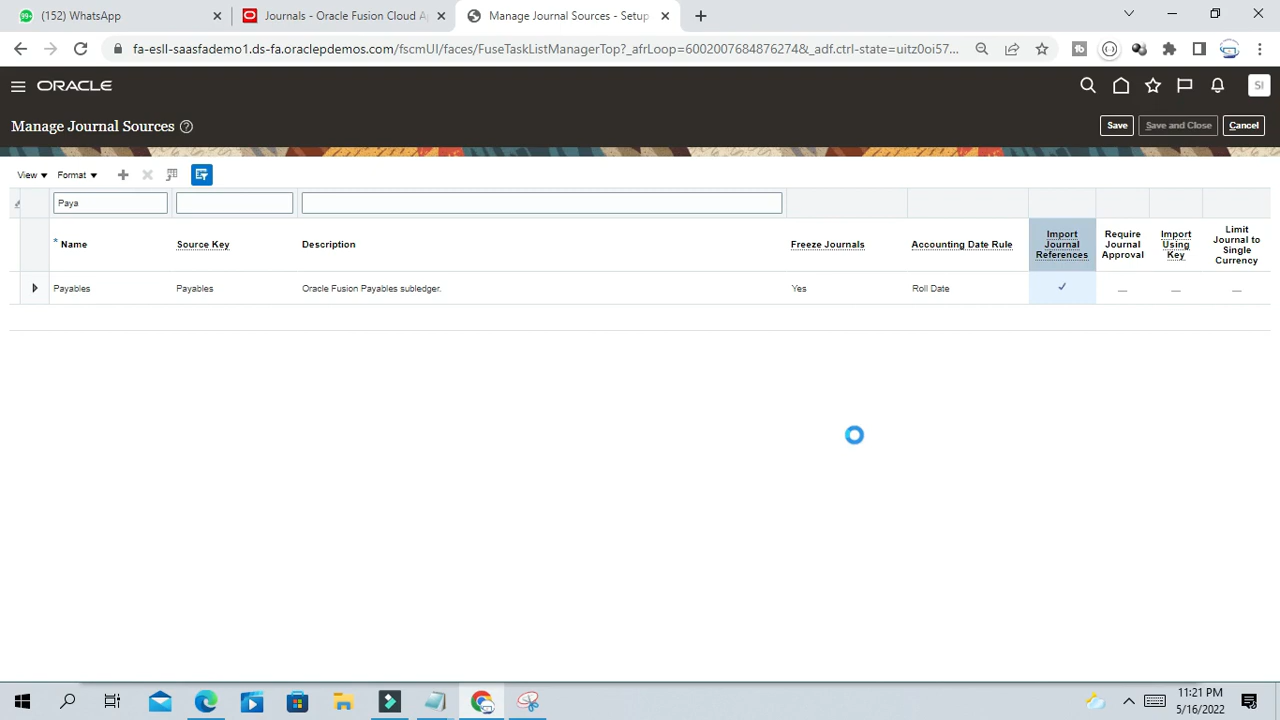 99+
(152) WhatsApp
Journals - Oracle Fusion Cloud A
Manage Journal Sources - Setup
fa-esll-saasfademo1.ds-fa.oraclepdemos.com/fscmUI/faces/FuseTaskListManagerTop?_afrLoop=60020076848762748&_adf.ctrl-state=uitz0oi57...
ORACLE
SI
Manage Journal Sources ?
Save
Save and Close
Cancel
View
Format
Paya
* Name
Source Key
Description
Freeze Journals
Accounting Date Rule
Import
Journal
References
Require
Journal
Approval
Import
Using
Key
Limit
Journal to
Single
Currency
Payables
Payables
Oracle Fusion Payables subledger.
Yes
Roll Date
11:21 PM
5/16/2022